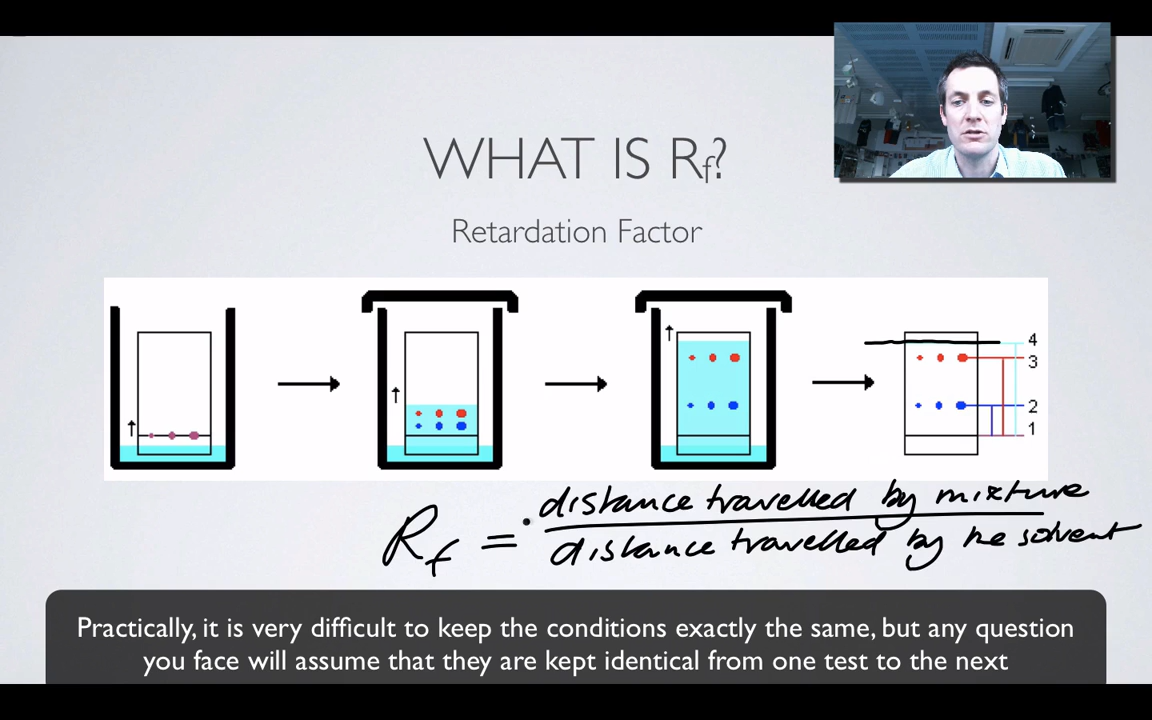 WHAT IS Rf?
Retardation Factor
4
3
2
1
Rf = distance travelled by mixture
distance travelled by the solvent
Practically, it is very difficult to keep the conditions exactly the same, but any question
you face will assume that they are kept identical from one test to the next